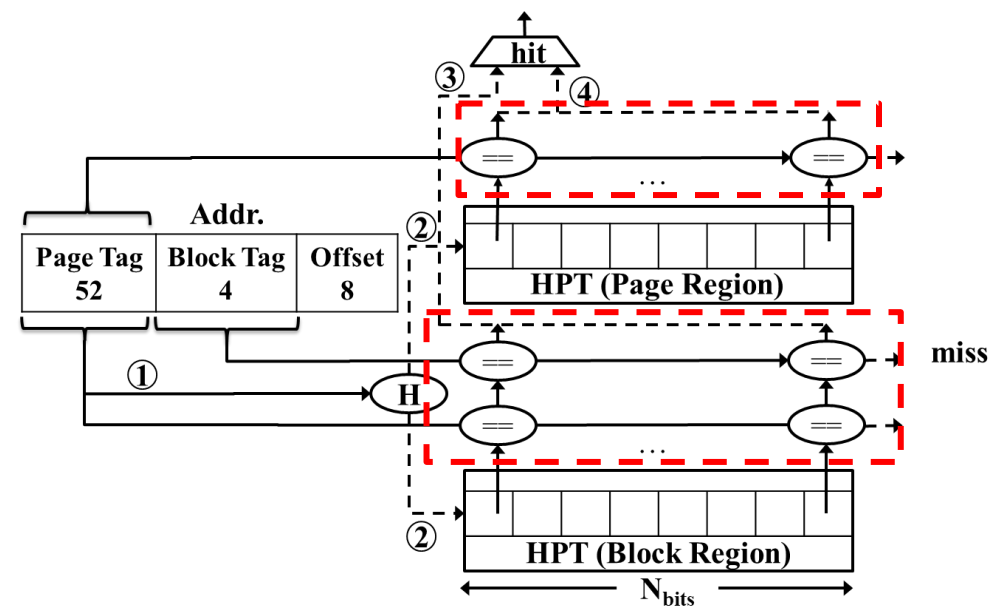 hit
③
④
== ==
...
Addr.
②
Page Tag Block Tag Offset
52 4 8
HPT (Page Region)
== ==
miss
①
H
== ==
...
②
HPT (Block Region)
Nbits